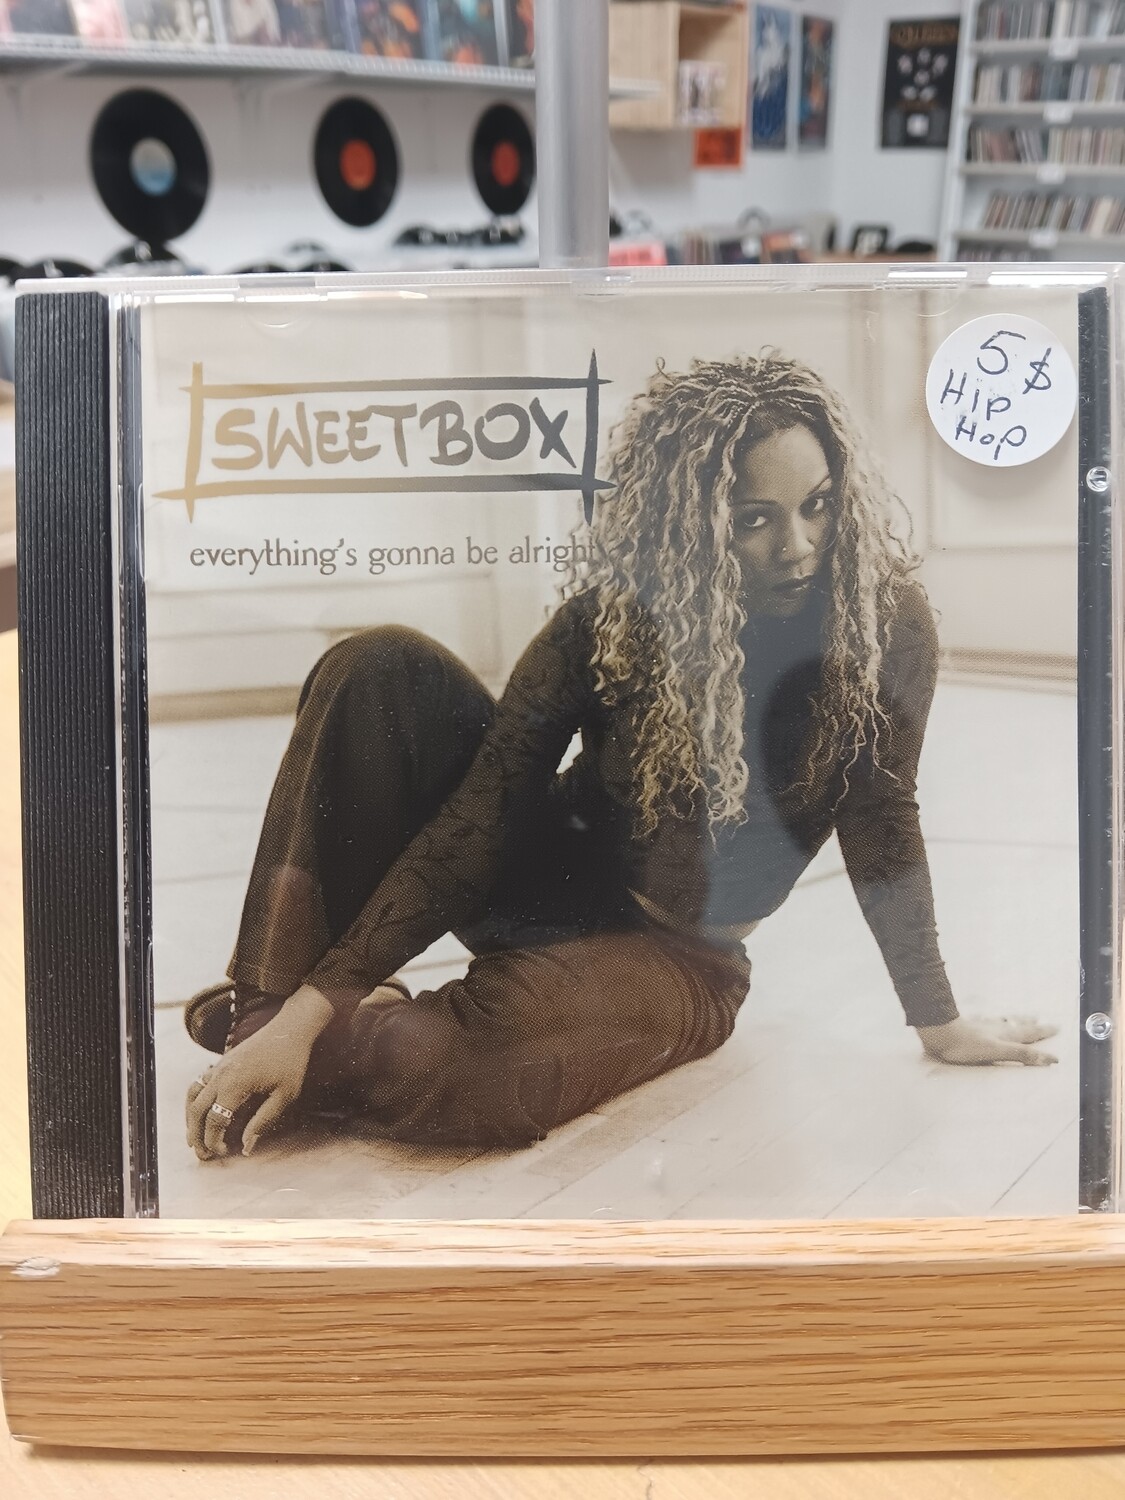 SWEETBOX
everything's gonna be alright
5 $
HIP
HOP